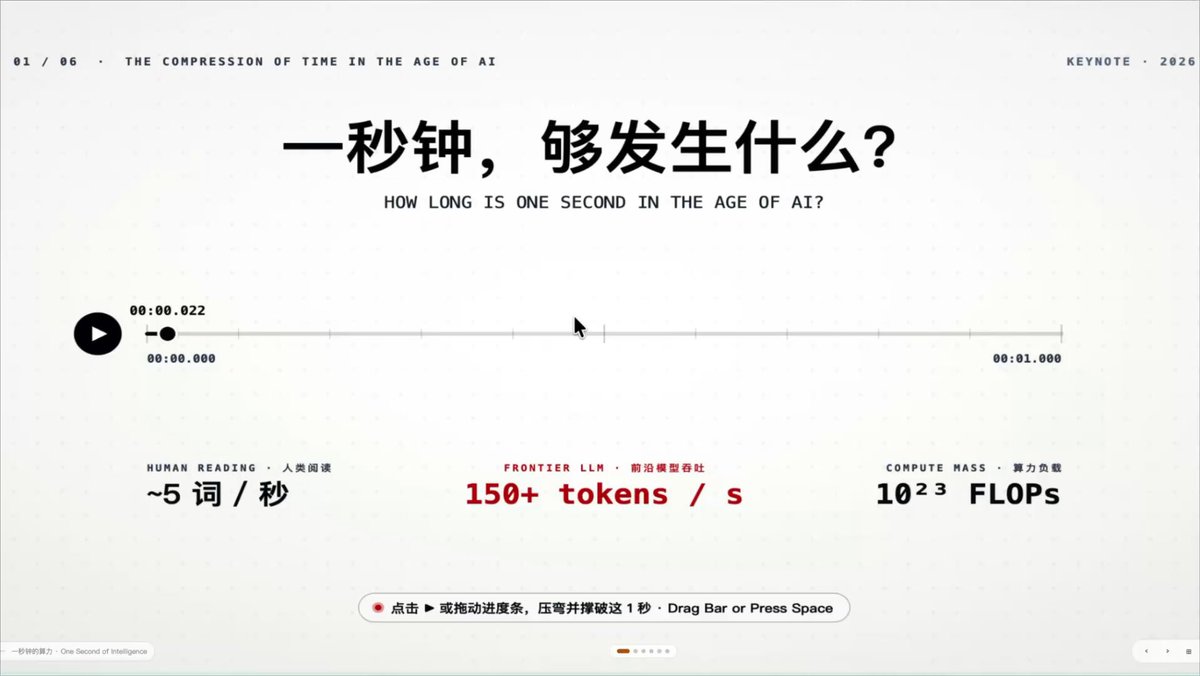 01 / 06 · THE COMPRESSION OF TIME IN THE AGE OF AI
KEYNOTE · 2026
一秒钟，够发生什么？
HOW LONG IS ONE SECOND IN THE AGE OF AI?
00:00.022
00:00.000
00:01.000
HUMAN READING · 人类阅读
~5 词 / 秒
FRONTIER LLM · 前沿模型吞吐
150+ tokens / s
COMPUTE MASS · 算力负载
10²³ FLOPs
点击 ▶ 或拖动进度条，压弯并撑破这 1 秒 · Drag Bar or Press Space
一秒钟的算力 · One Second of Intelligence